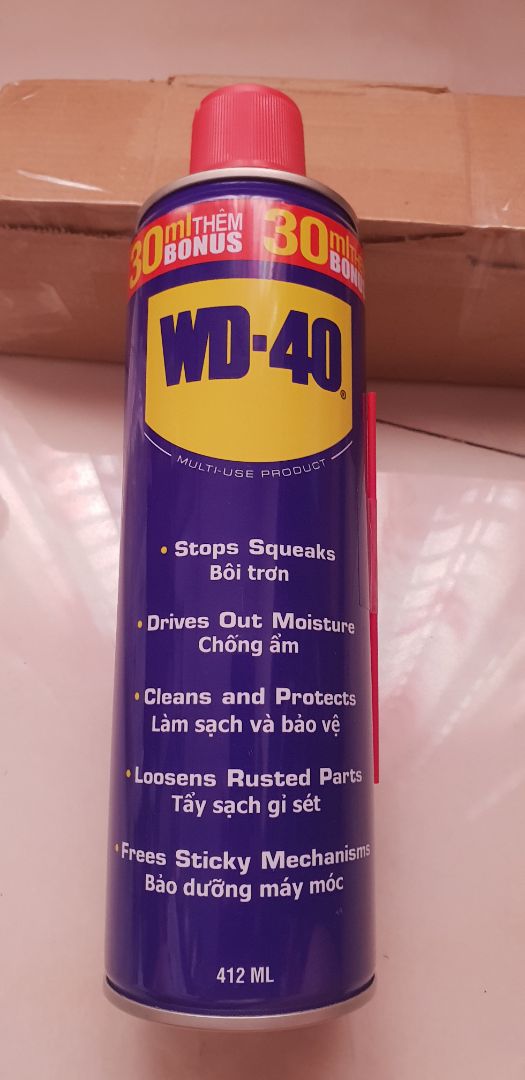 30ml THÊM
BONUS
30ml
BONUS
WD-40®
MULTI-USE PRODUCT
• Stops Squeaks
Bôi trơn
• Drives Out Moisture
Chống ẩm
• Cleans and Protects
Làm sạch và bảo vệ
• Loosens Rusted Parts
Tẩy sạch gỉ sét
• Frees Sticky Mechanisms
Bảo dưỡng máy móc
412 ML